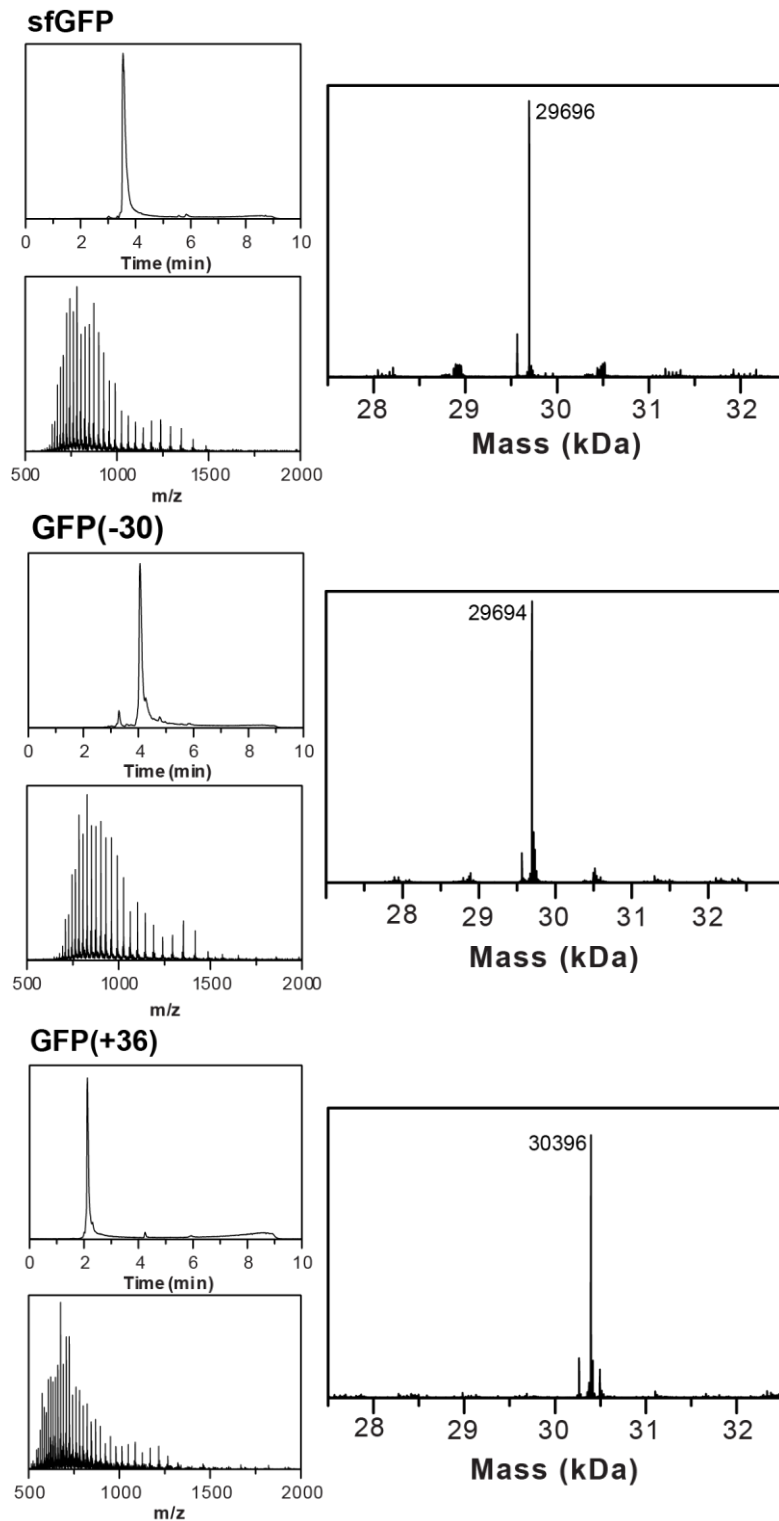 sfGFP
0 2 4 6 8 10
Time (min)
500 1000 1500 2000
m/z
29696
28 29 30 31 32
Mass (kDa)
GFP(-30)
0 2 4 6 8 10
Time (min)
500 1000 1500 2000
m/z
29694
28 29 30 31 32
Mass (kDa)
GFP(+36)
0 2 4 6 8 10
Time (min)
500 1000 1500 2000
m/z
30396
28 29 30 31 32
Mass (kDa)